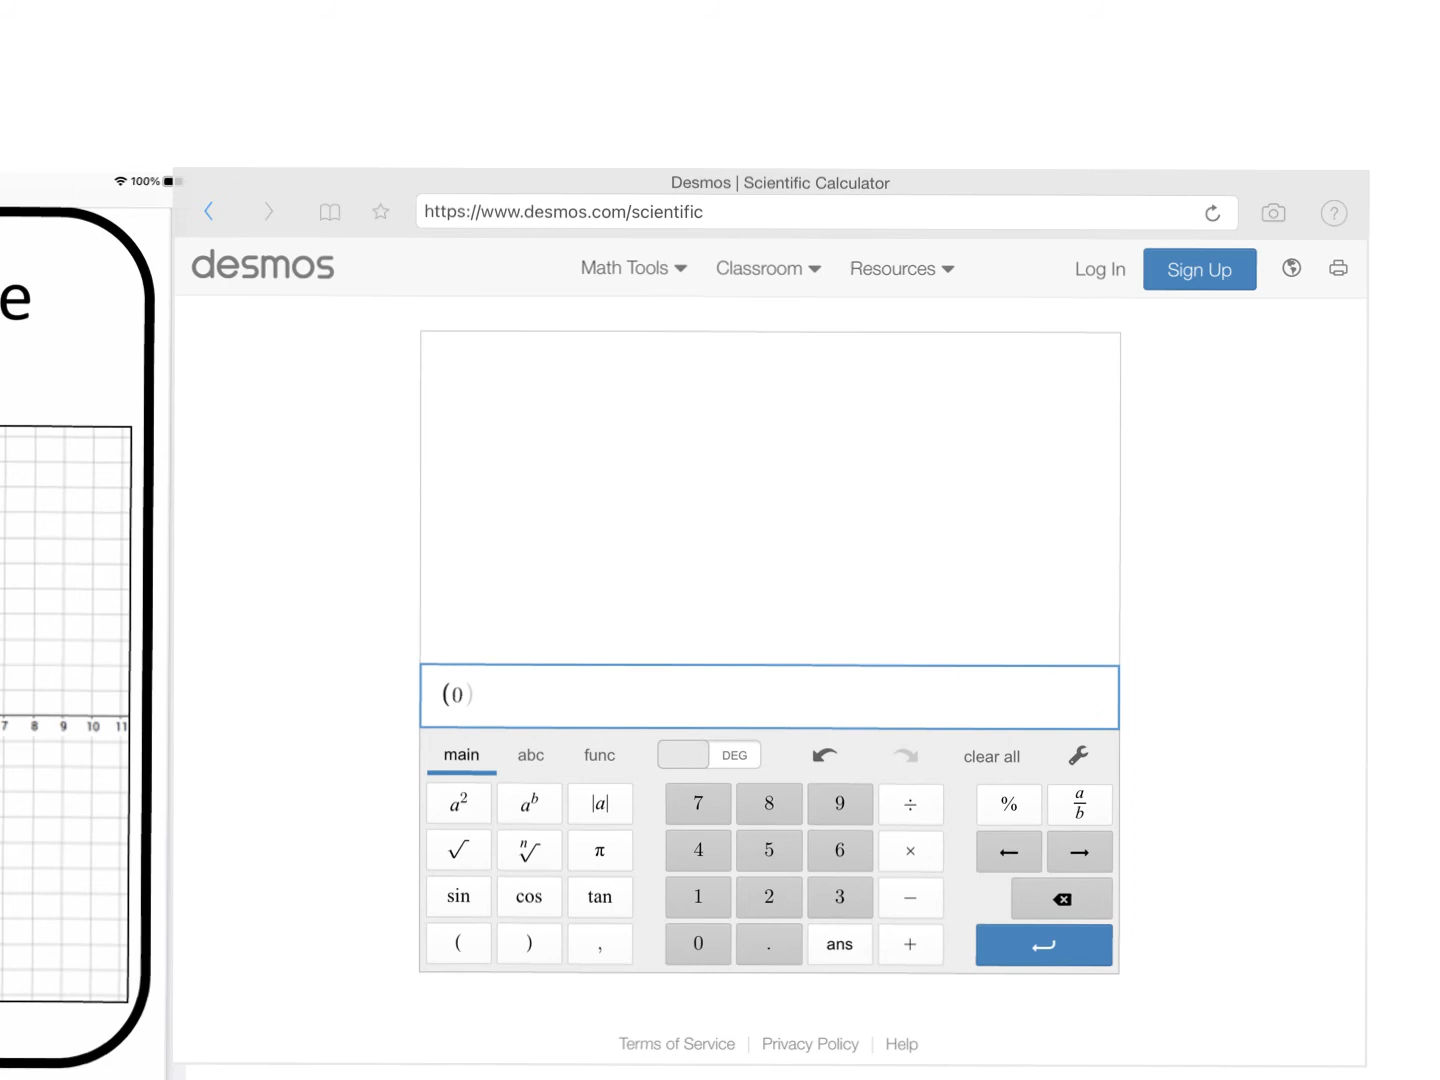 100%
e
7 8 9 10 11
Desmos | Scientific Calculator
https://www.desmos.com/scientific
?
desmos
Math Tools Classroom Resources Log In Sign Up
(0)
main abc func DEG clear all
a² aᵇ |a| 7 8 9 ÷ % a/b
√ ⁿ√ π 4 5 6 × ← →
sin cos tan 1 2 3 −
( ) , 0 . ans +
Terms of Service | Privacy Policy | Help